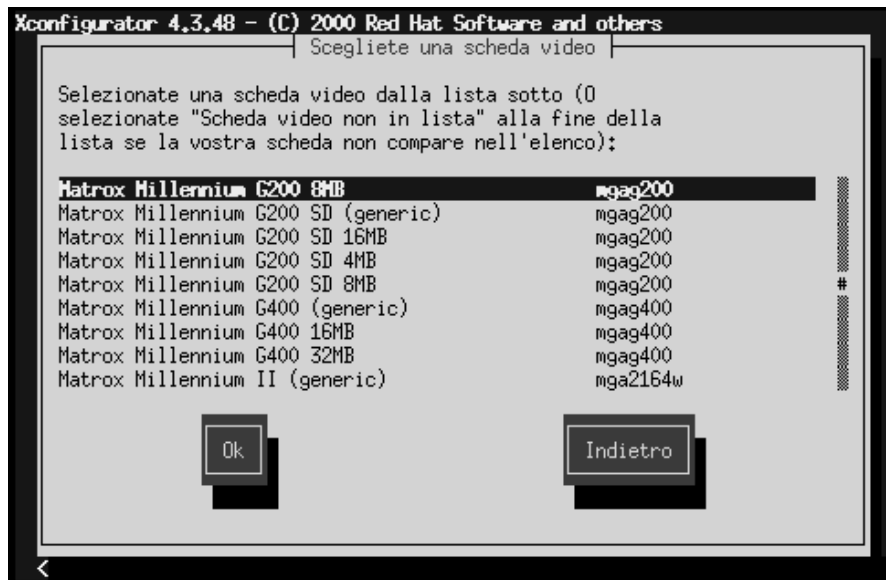 Xconfigurator 4.3.48 - (C) 2000 Red Hat Software and others
Scegliete una scheda video
Selezionate una scheda video dalla lista sotto (O
selezionate "Scheda video non in lista" alla fine della
lista se la vostra scheda non compare nell'elenco):
Matrox Millennium G200 8MB mgag200
Matrox Millennium G200 SD (generic) mgag200
Matrox Millennium G200 SD 16MB mgag200
Matrox Millennium G200 SD 4MB mgag200
Matrox Millennium G200 SD 8MB mgag200 #
Matrox Millennium G400 (generic) mgag400
Matrox Millennium G400 16MB mgag400
Matrox Millennium G400 32MB mgag400
Matrox Millennium II (generic) mga2164w
Ok Indietro
<